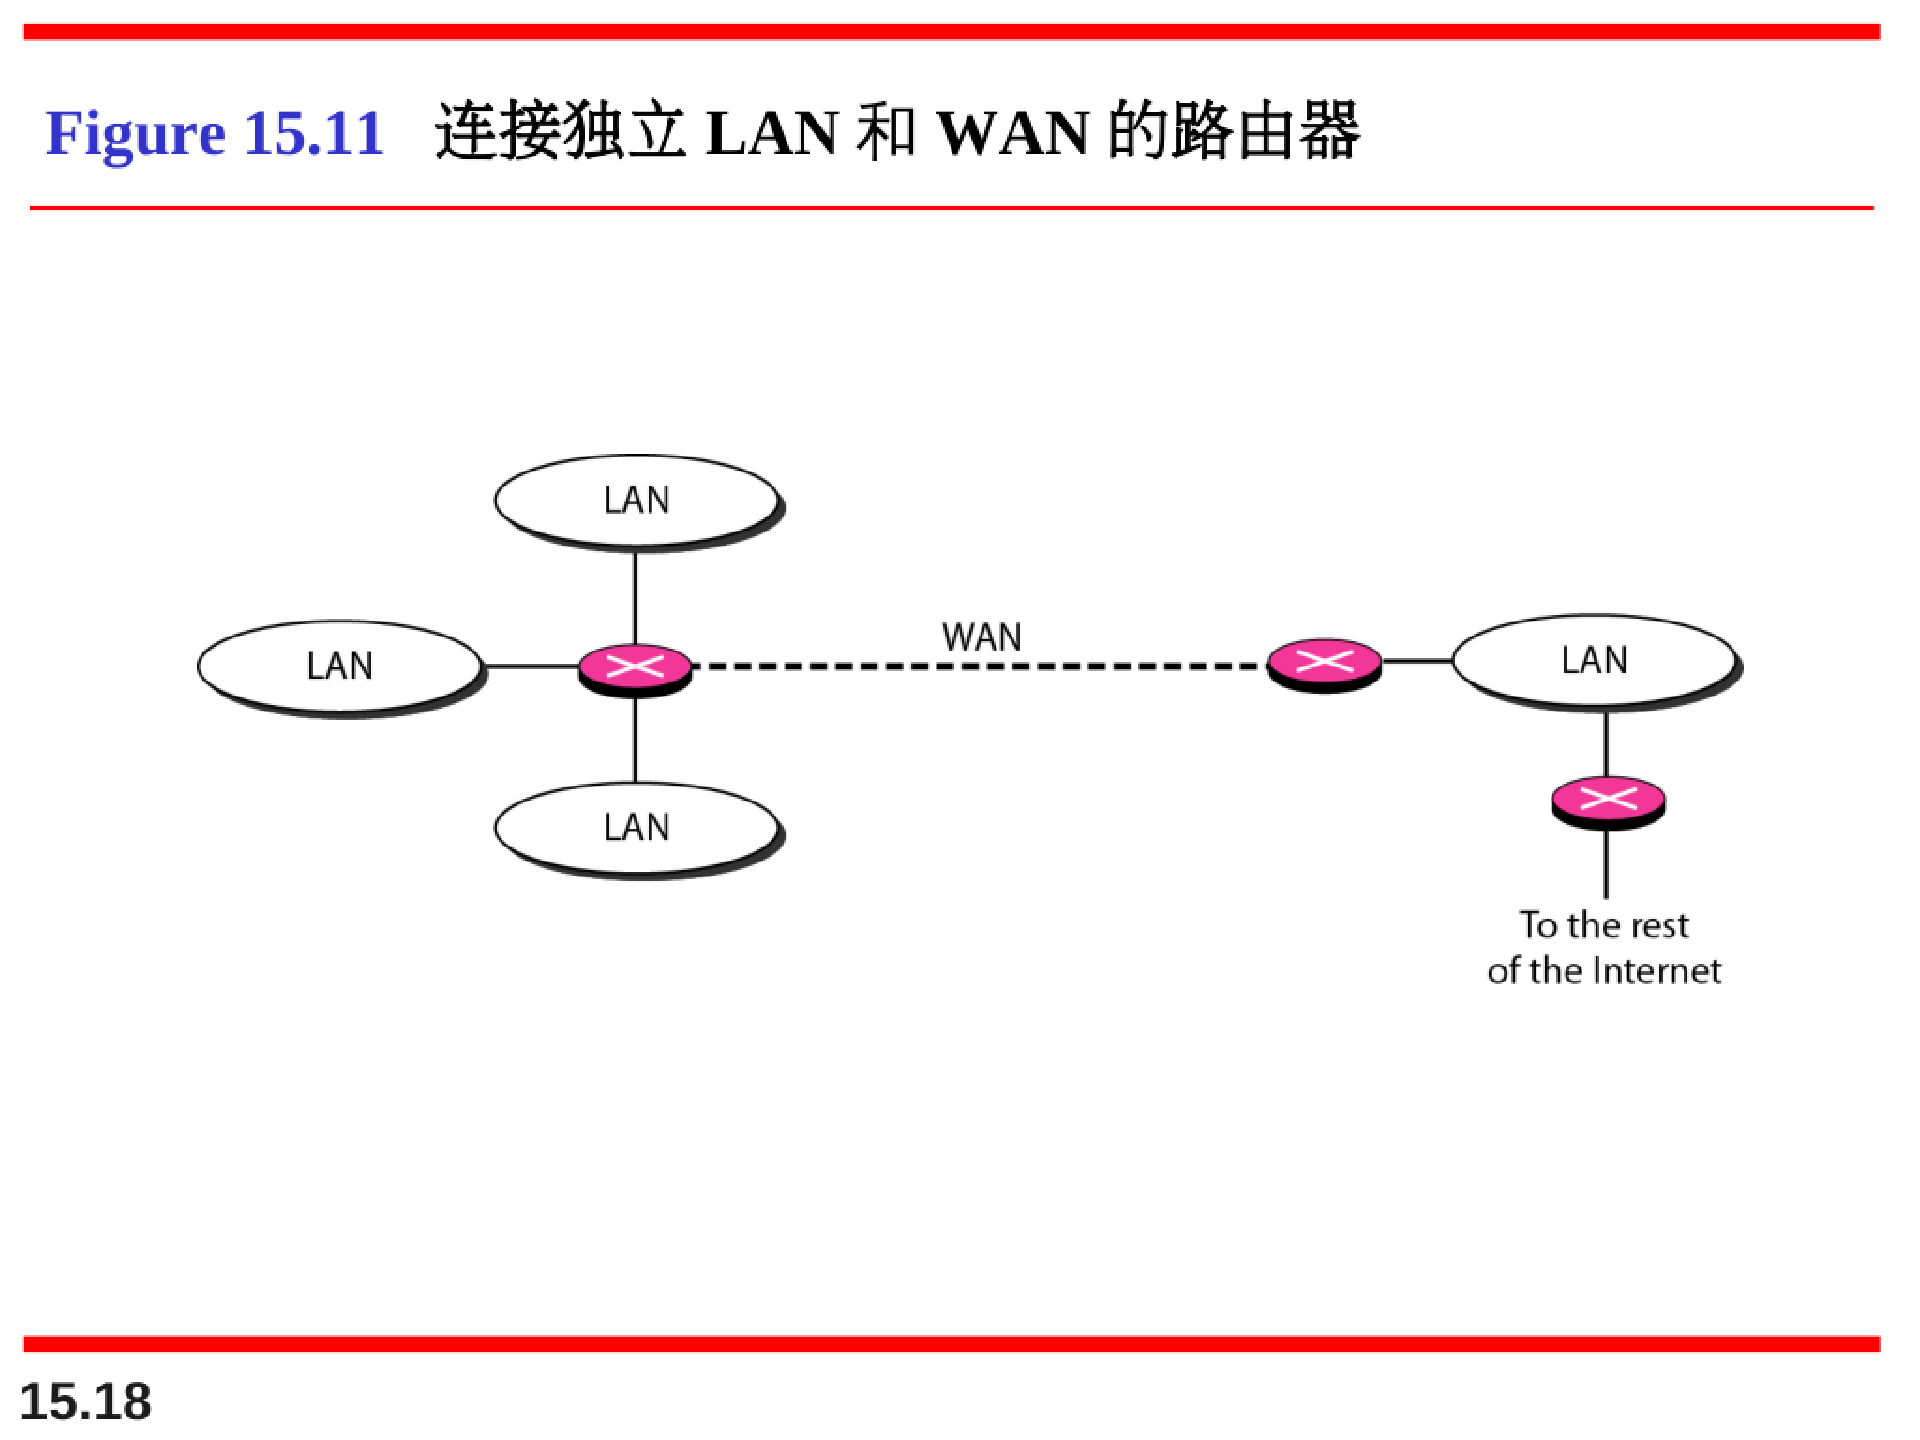 Figure 15.11 连接独立 LAN 和 WAN 的路由器
LAN
WAN
LAN
LAN
LAN
To the rest
of the Internet
15.18